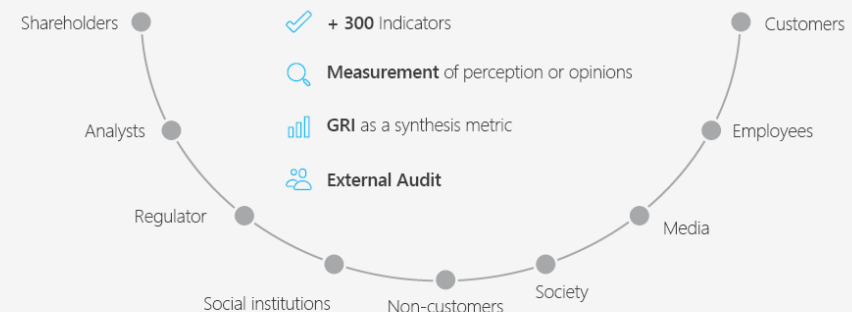 Shareholders
+ 300 Indicators
Customers
Measurement of perception or opinions
Analysts
GRI as a synthesis metric
Employees
External Audit
Regulator
Media
Social institutions
Non-customers
Society